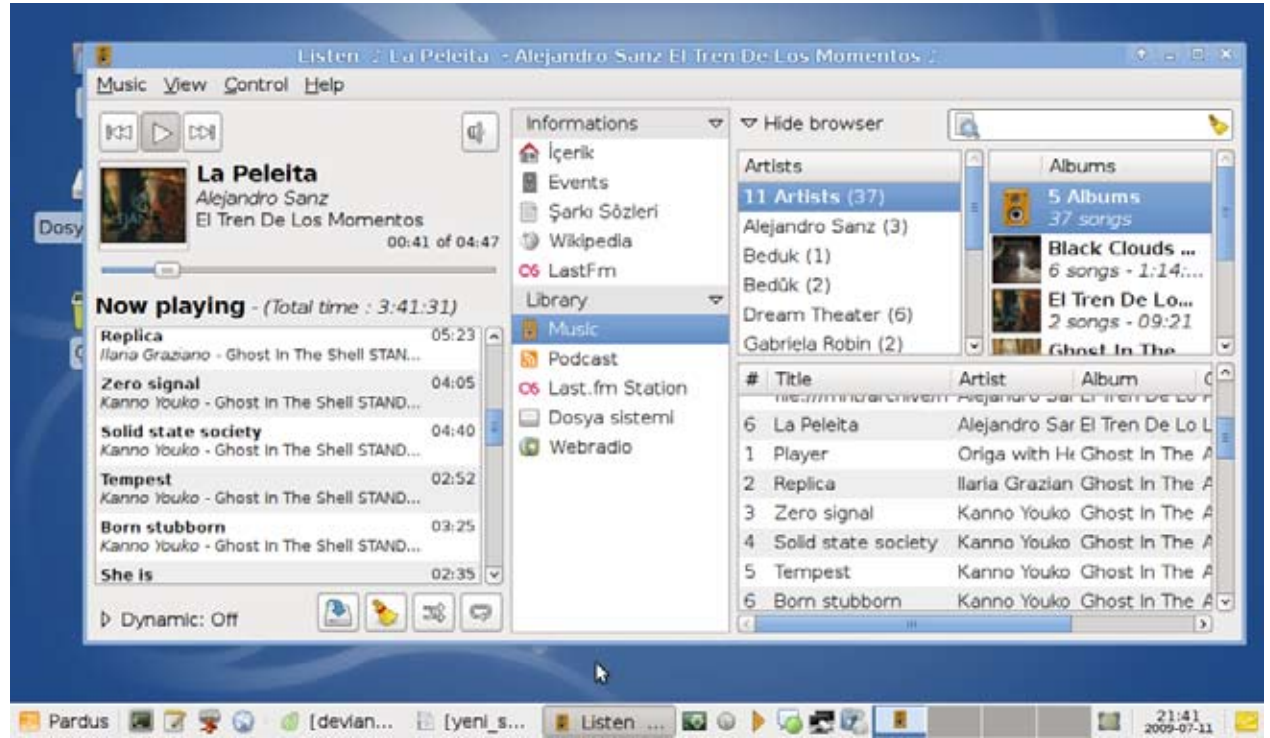 Listen ♪ La Peleita - Alejandro Sanz El Tren De Los Momentos ♪
Music View Control Help
La Peleita
Alejandro Sanz
El Tren De Los Momentos
00:41 of 04:47
Now playing - (Total time : 3:41:31)
Replica 05:23
Ilaria Graziano - Ghost In The Shell STAN...
Zero signal 04:05
Kanno Youko - Ghost In The Shell STAND...
Solid state society 04:40
Kanno Youko - Ghost In The Shell STAND...
Tempest 02:52
Kanno Youko - Ghost In The Shell STAND...
Born stubborn 03:25
Kanno Youko - Ghost In The Shell STAND...
She is 02:35
Dynamic: Off
Informations
İçerik
Events
Şarkı Sözleri
Wikipedia
LastFm
Library
Music
Podcast
Last.fm Station
Dosya sistemi
Webradio
Hide browser
Artists
11 Artists (37)
Alejandro Sanz (3)
Beduk (1)
Bedük (2)
Dream Theater (6)
Gabriela Robin (2)
Albums
5 Albums
37 songs
Black Clouds ...
6 songs - 1:14:...
El Tren De Lo...
2 songs - 09:21
Ghost In The
# Title Artist Album
6 La Peleita Alejandro Sar El Tren De Lo L
1 Player Origa with He Ghost In The A
2 Replica Ilaria Grazian Ghost In The A
3 Zero signal Kanno Youko Ghost In The A
4 Solid state society Kanno Youko Ghost In The A
5 Tempest Kanno Youko Ghost In The A
6 Born stubborn Kanno Youko Ghost In The A
Dosy
Pardus [devlan... [yeni_s... Listen ... 21:41
2009-07-11